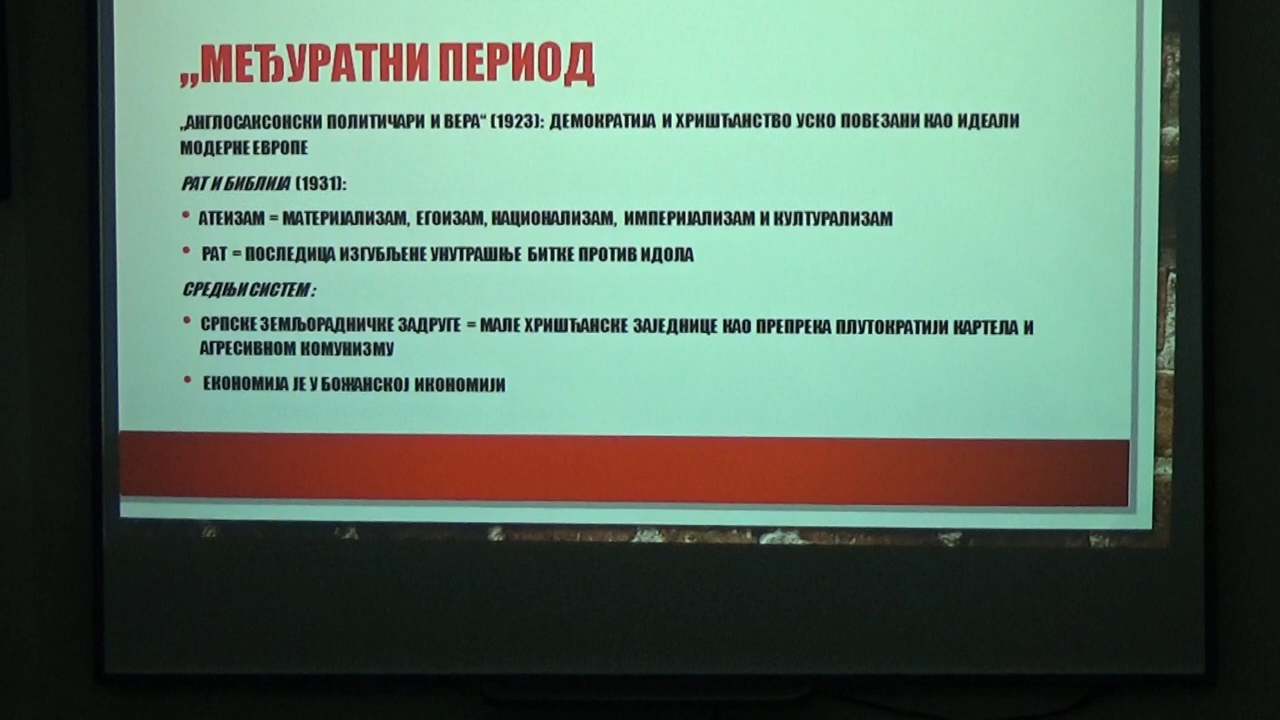 „МЕЂУРАТНИ ПЕРИОД
„АНГЛОСАКСОНСКИ ПОЛИТИЧАРИ И ВЕРА“ (1923): ДЕМОКРАТИЈА И ХРИШЋАНСТВО УСКО ПОВЕЗАНИ КАО ИДЕАЛИ
МОДЕРНЕ ЕВРОПЕ
РАТ И БИБЛИЈА (1931):
• АТЕИЗАМ = МАТЕРИЈАЛИЗАМ, ЕГОИЗАМ, НАЦИОНАЛИЗАМ, ИМПЕРИЈАЛИЗАМ И КУЛТУРАЛИЗАМ
• РАТ = ПОСЛЕДИЦА ИЗГУБЉЕНЕ УНУТРАШЊЕ БИТКЕ ПРОТИВ ИДОЛА
СРЕДЊИ СИСТЕМ:
• СРПСКЕ ЗЕМЉОРАДНИЧКЕ ЗАДРУГЕ = МАЛЕ ХРИШЋАНСКЕ ЗАЈЕДНИЦЕ КАО ПРЕПРЕКА ПЛУТОКРАТИЈИ КАРТЕЛА И
АГРЕСИВНОМ КОМУНИЗМУ
• ЕКОНОМИЈА ЈЕ У БОЖАНСКОЈ ИКОНОМИЈИ